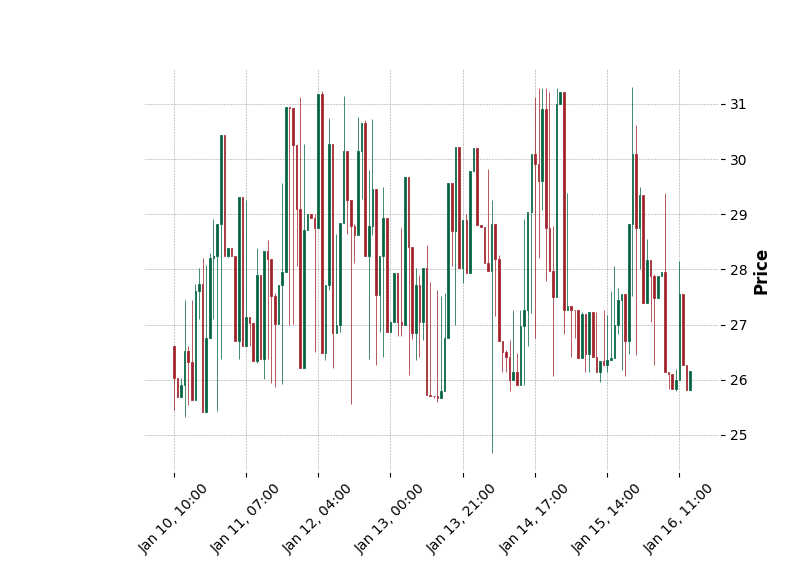 31
30
29
28
27
26
25
Price
Jan 10, 10:00
Jan 11, 07:00
Jan 12, 04:00
Jan 13, 00:00
Jan 13, 21:00
Jan 14, 17:00
Jan 15, 14:00
Jan 16, 11:00